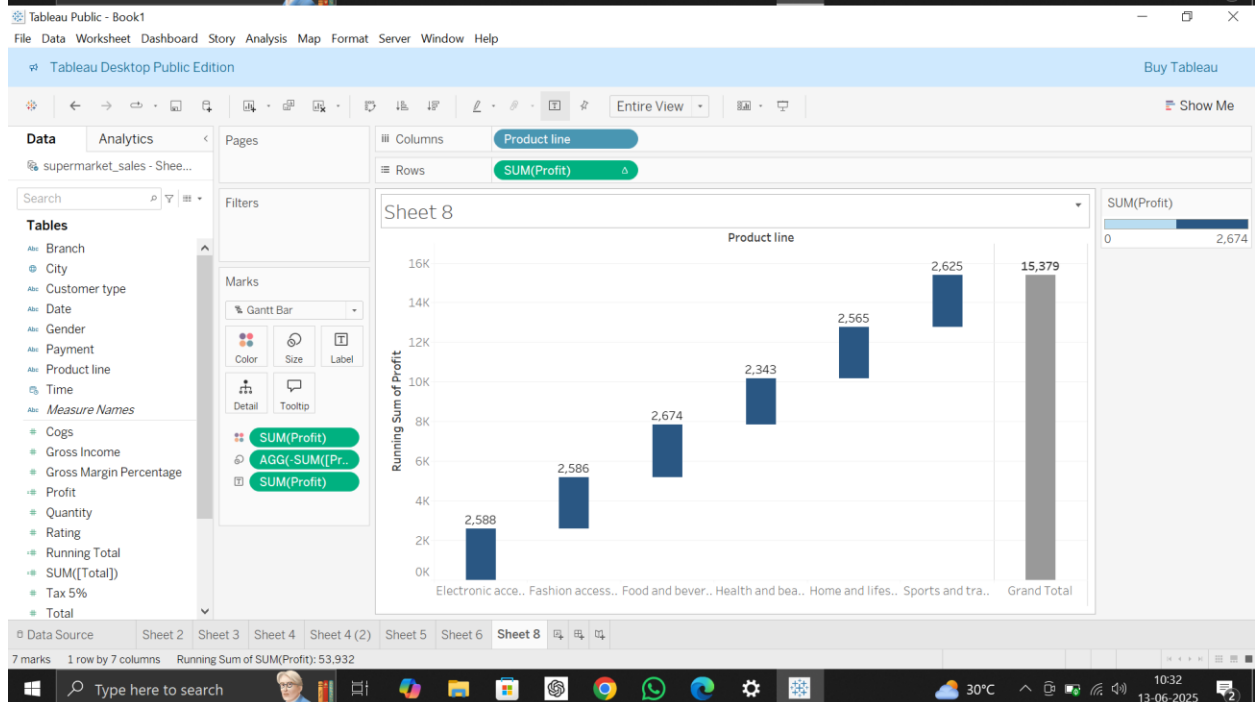 Tableau Public - Book1
File Data Worksheet Dashboard Story Analysis Map Format Server Window Help
Tableau Desktop Public Edition
Buy Tableau
Entire View
Show Me
Data Analytics
supermarket_sales - Shee...
Search
Tables
Abc Branch
City
Abc Customer type
Abc Date
Abc Gender
Abc Payment
Abc Product line
Time
Abc Measure Names
# Cogs
# Gross Income
# Gross Margin Percentage
=# Profit
# Quantity
# Rating
=# Running Total
=# SUM([Total])
# Tax 5%
# Total
Pages
Filters
Marks
Gantt Bar
Color Size Label
Detail Tooltip
SUM(Profit)
AGG(-SUM([Pr..
SUM(Profit)
Columns
Product line
Rows
SUM(Profit) Δ
Sheet 8
Product line
Running Sum of Profit
16K
14K
12K
10K
8K
6K
4K
2K
0K
2,588
2,586
2,674
2,343
2,565
2,625
15,379
Electronic acce.. Fashion access.. Food and bever.. Health and bea.. Home and lifes.. Sports and tra.. Grand Total
SUM(Profit)
0 2,674
Data Source Sheet 2 Sheet 3 Sheet 4 Sheet 4 (2) Sheet 5 Sheet 6 Sheet 8
7 marks 1 row by 7 columns Running Sum of SUM(Profit): 53,932
Type here to search
30°C
10:32
13-06-2025
2